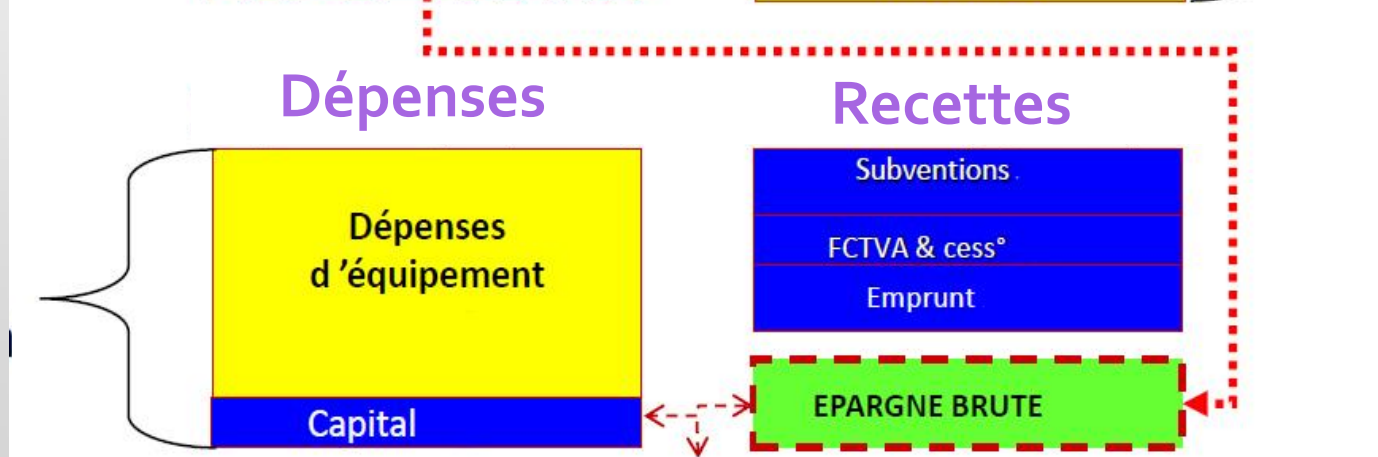 Dépenses
Recettes
Dépenses
d ’équipement
Capital
Subventions .
FCTVA & cess°
Emprunt
EPARGNE BRUTE